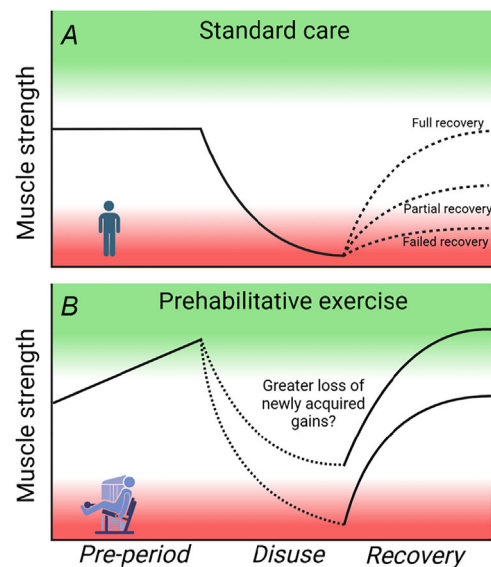 A
Standard care
Muscle strength
Full recovery
Partial recovery
Failed recovery
B
Prehabilitative exercise
Muscle strength
Greater loss of
newly acquired
gains?
Pre-period
Disuse
Recovery